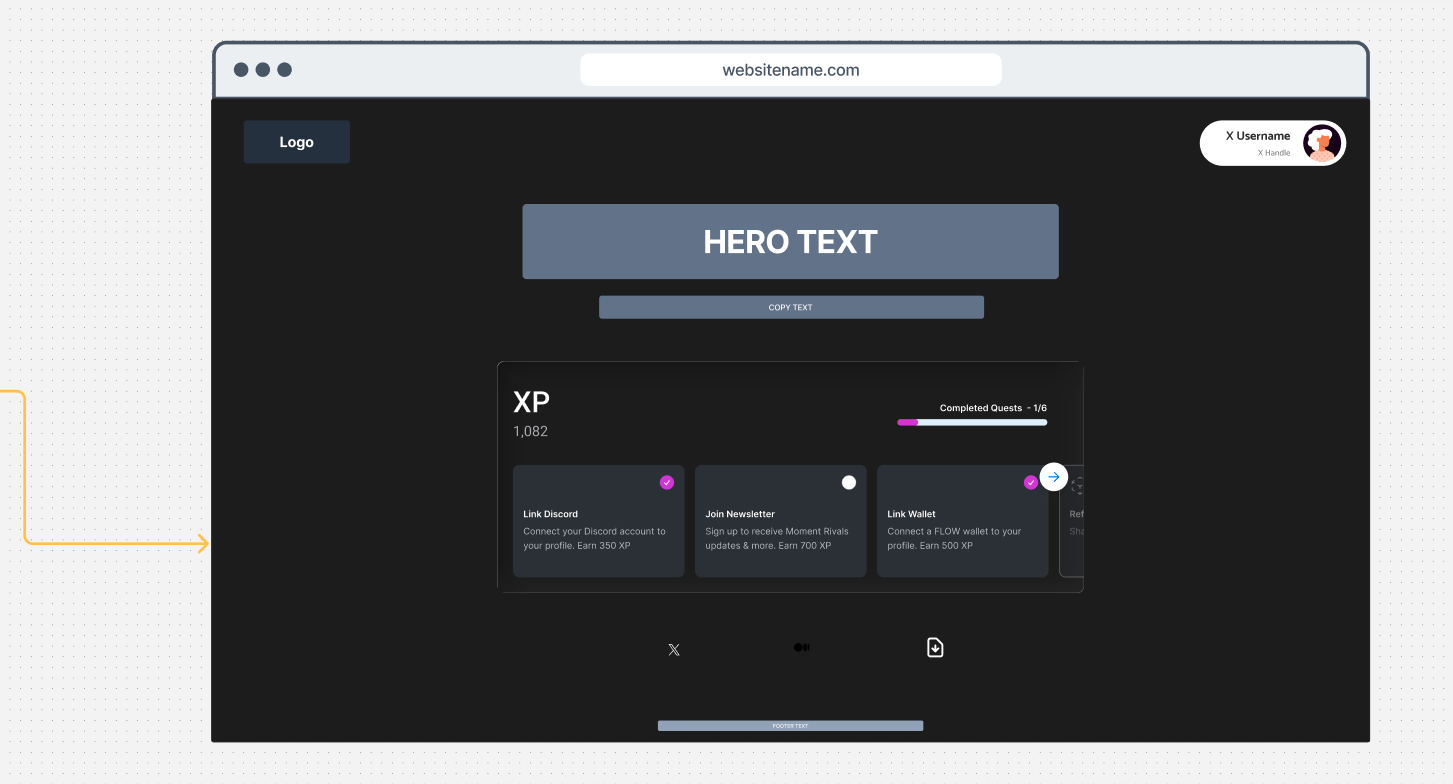 websitename.com
Logo
X Username
X Handle
HERO TEXT
COPY TEXT
XP
1,082
Completed Quests - 1/6
Link Discord
Connect your Discord account to
your profile. Earn 350 XP
Join Newsletter
Sign up to receive Moment Rivals
updates & more. Earn 700 XP
Link Wallet
Connect a FLOW wallet to your
profile. Earn 500 XP
Ref
Sha
FOOTER TEXT